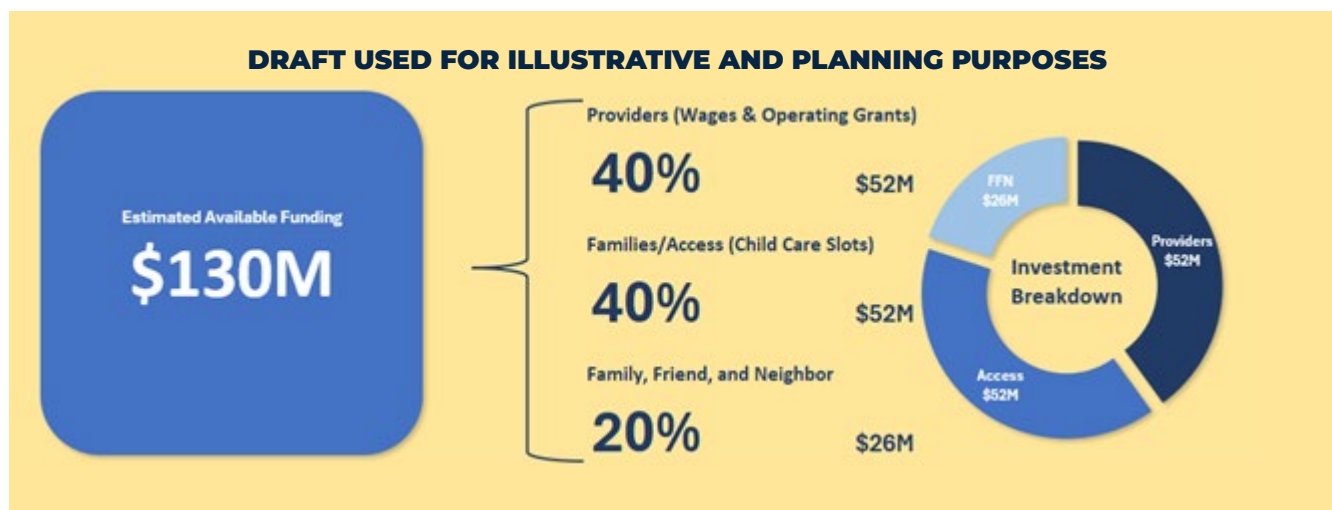 DRAFT USED FOR ILLUSTRATIVE AND PLANNING PURPOSES
Estimated Available Funding
$130M
Providers (Wages & Operating Grants)
40%
$52M
Families/Access (Child Care Slots)
40%
$52M
Family, Friend, and Neighbor
20%
$26M
FFN
$26M
Providers
$52M
Investment
Breakdown
Access
$52M